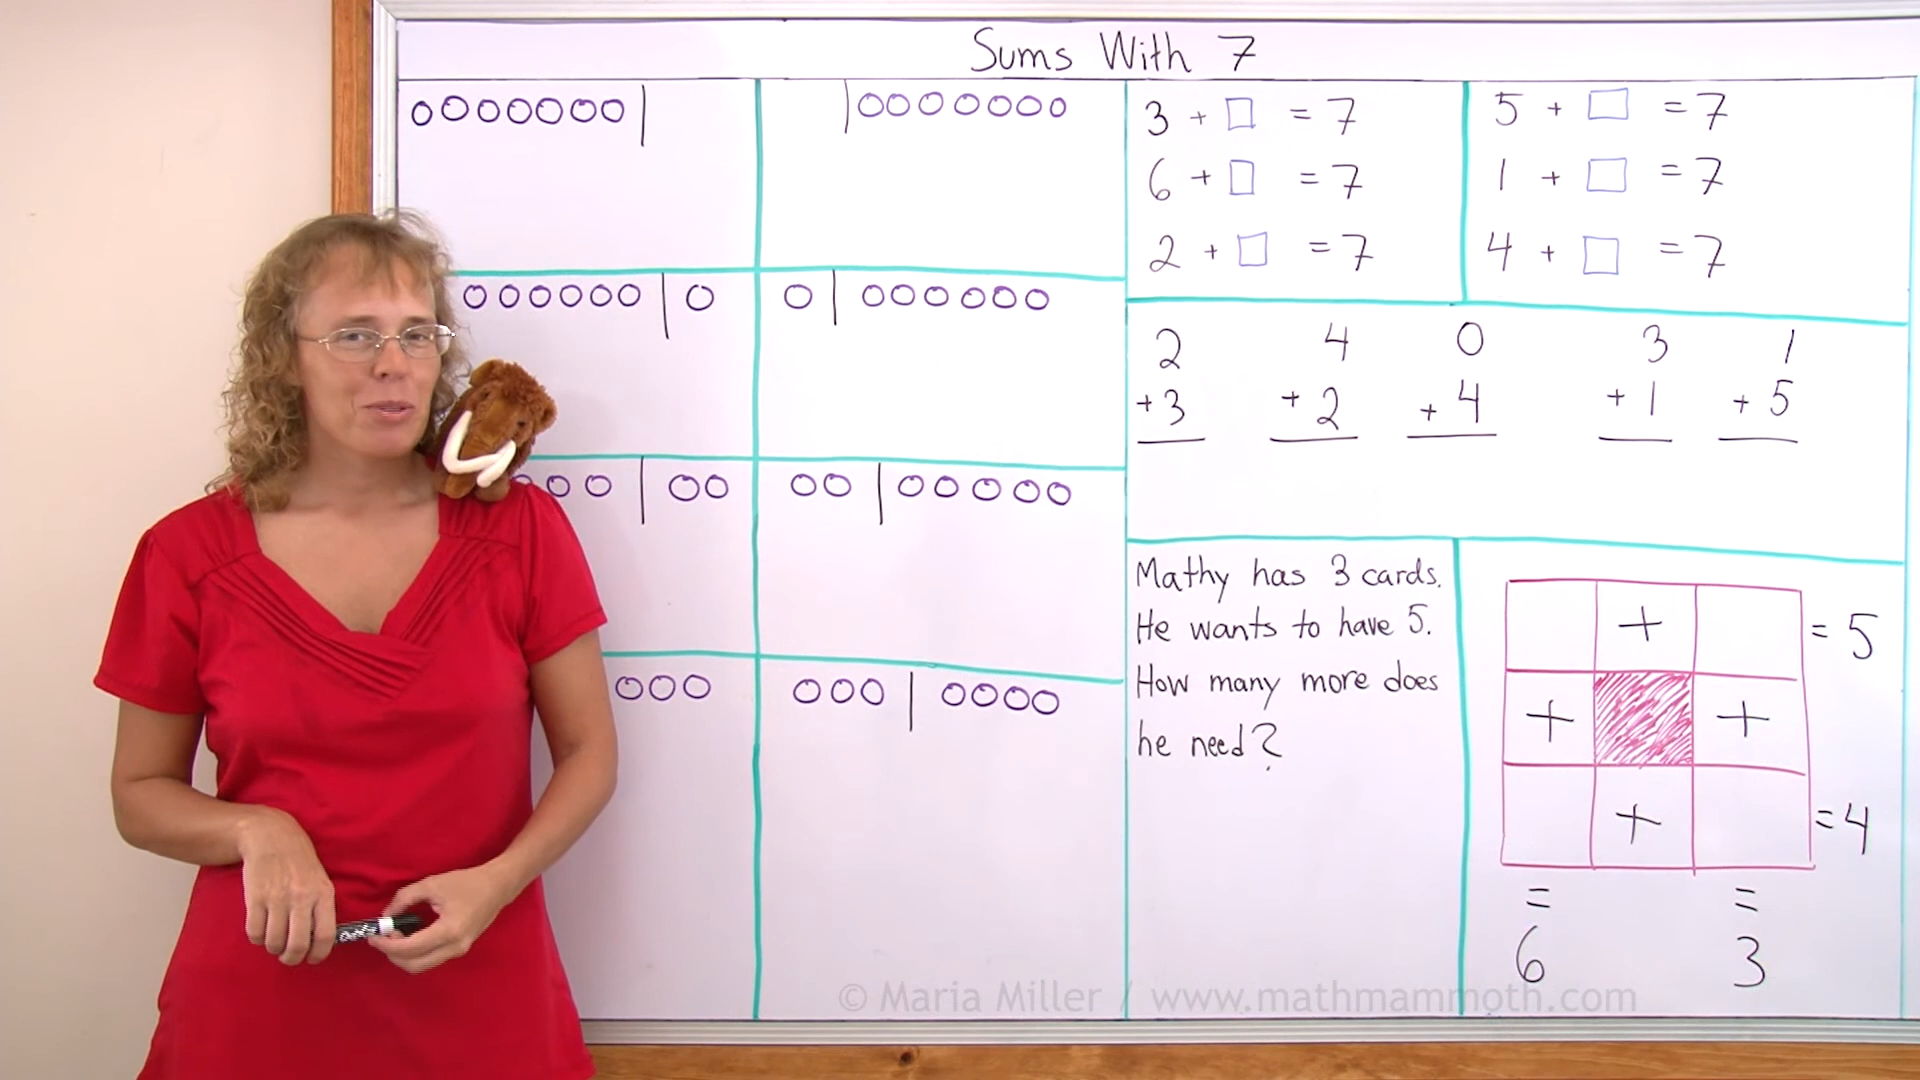 Sums With 7
3 + □ = 7
6 + □ = 7
2 + □ = 7
5 + □ = 7
1 + □ = 7
4 + □ = 7
2 4 0 3 1
+3 +2 +4 +1 +5
Mathy has 3 cards.
He wants to have 5.
How many more does
he need?
+ = 5
+ +
+ = 4
= =
6 3
© Maria Miller / www.mathmammoth.com